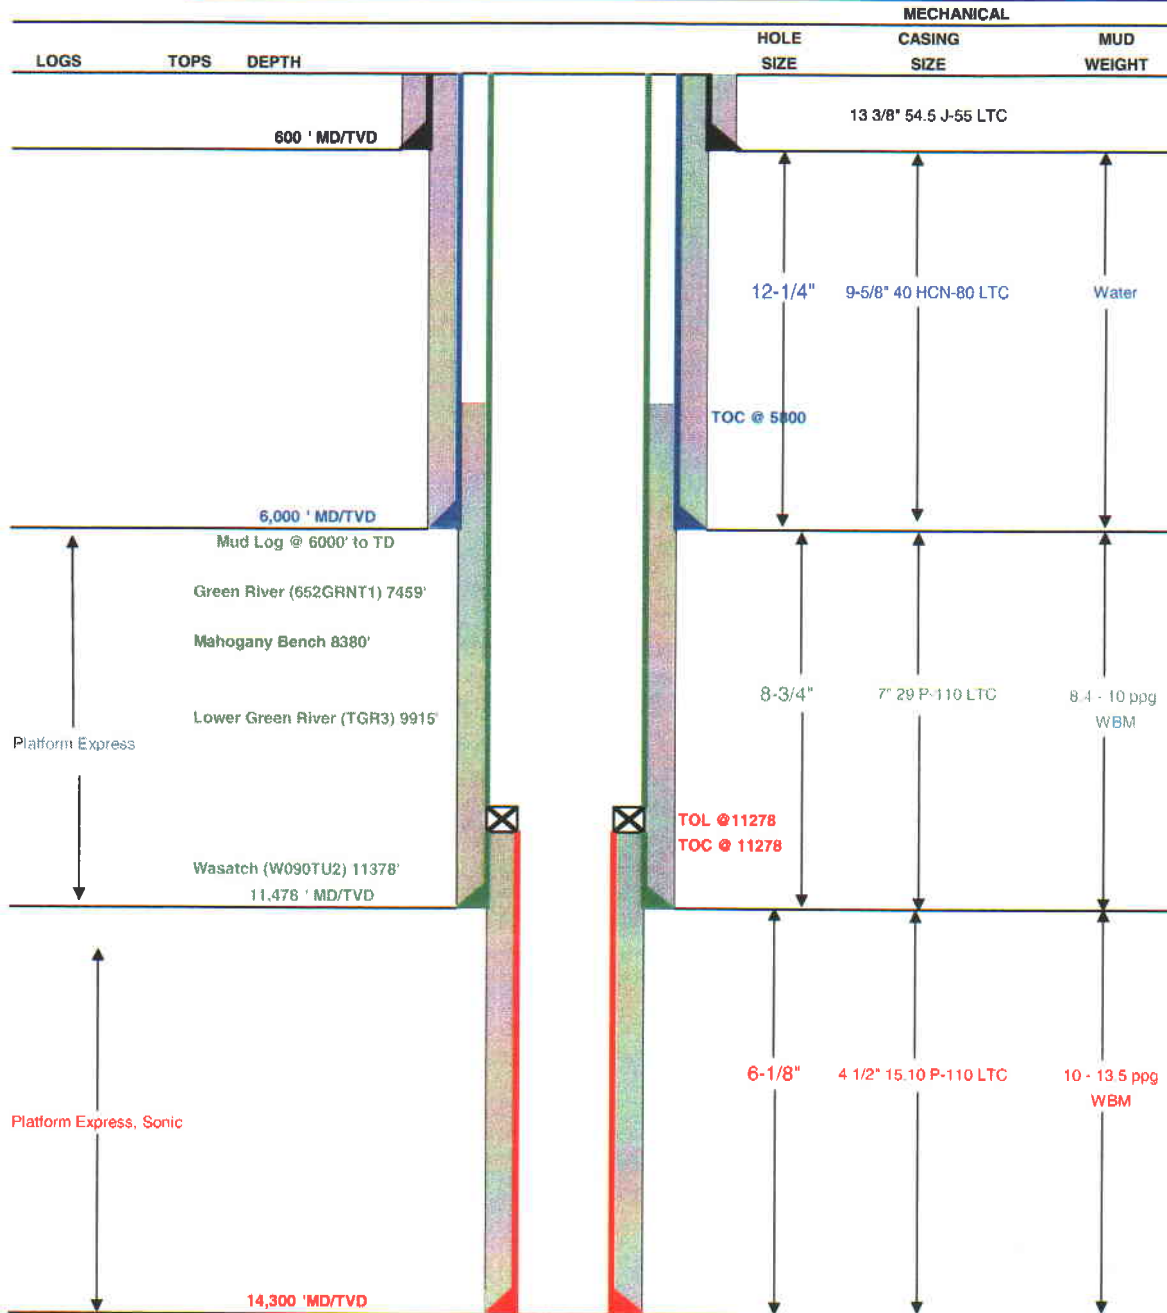 MECHANICAL
HOLE CASING MUD
LOGS TOPS DEPTH SIZE SIZE WEIGHT
13 3/8" 54.5 J-55 LTC
600 ' MD/TVD
12-1/4" 9-5/8" 40 HCN-80 LTC Water
TOC @ 5800
6,000 ' MD/TVD
Mud Log @ 6000' to TD
Green River (652GRNT1) 7459'
Mahogany Bench 8380'
8-3/4" 7" 29 P-110 LTC 8.4 - 10 ppg
WBM
Lower Green River (TGR3) 9915'
Platform Express
TOL @11278
TOC @ 11278
Wasatch (W090TU2) 11378'
11,478 ' MD/TVD
6-1/8" 4 1/2" 15.10 P-110 LTC 10 - 13.5 ppg
WBM
Platform Express, Sonic
14,300 'MD/TVD